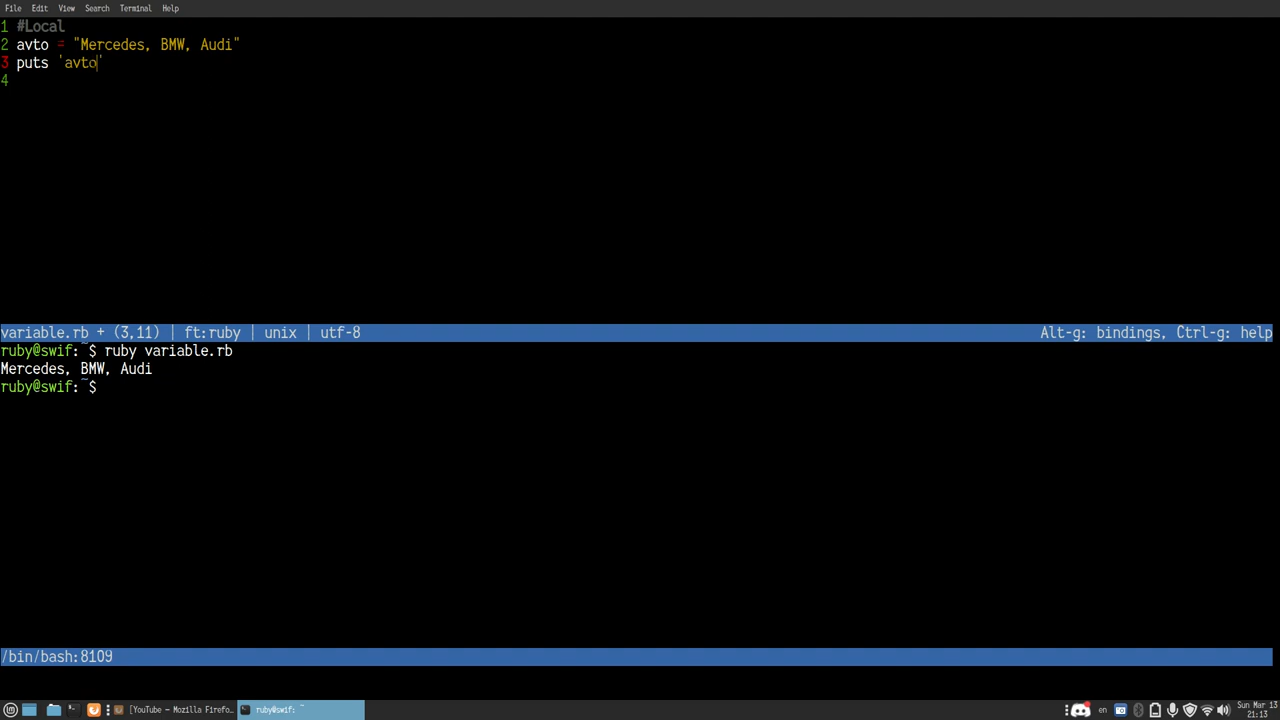 File Edit View Search Terminal Help
1 #Local
2 avto = "Mercedes, BMW, Audi"
3 puts 'avto'
4
variable.rb + (3,11) | ft:ruby | unix | utf-8 Alt-g: bindings, Ctrl-g: help
ruby@swif:~$ ruby variable.rb
Mercedes, BMW, Audi
ruby@swif:~$
/bin/bash:8109
[YouTube – Mozilla Firefo... ruby@swif: ~ en Sun Mar 13
21:13